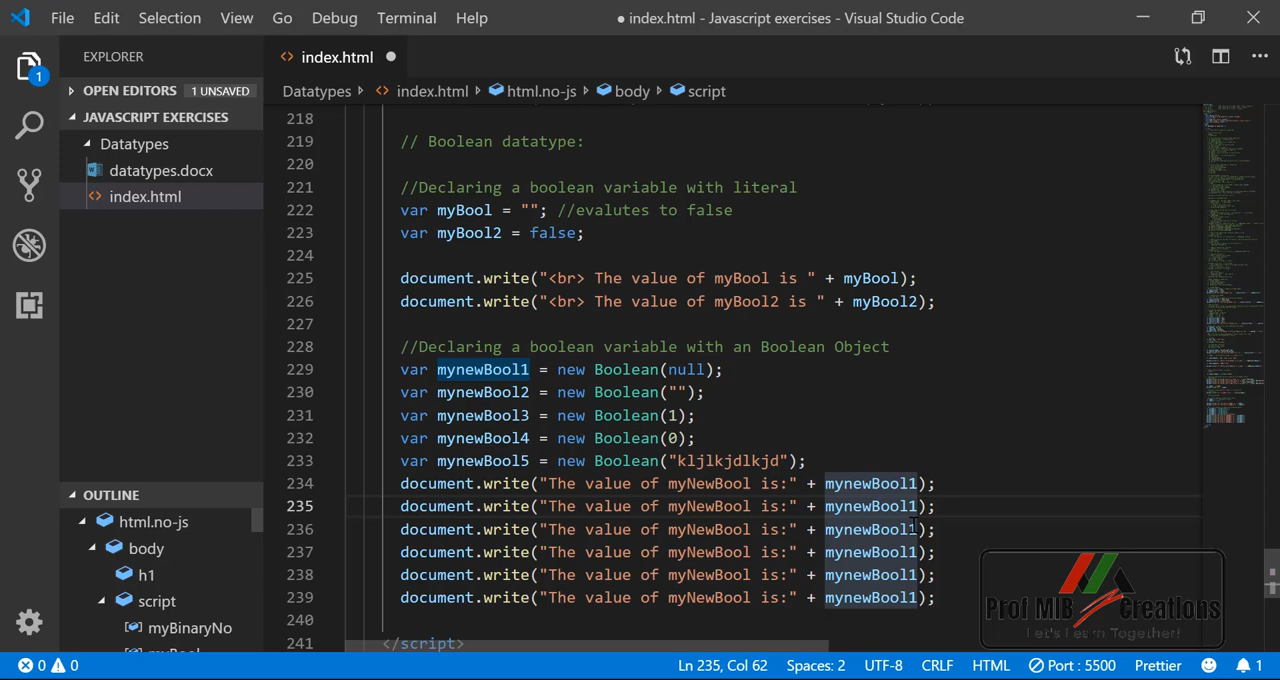 File Edit Selection View Go Debug Terminal Help
● index.html - Javascript exercises - Visual Studio Code
EXPLORER
OPEN EDITORS 1 UNSAVED
JAVASCRIPT EXERCISES
Datatypes
datatypes.docx
index.html
OUTLINE
html.no-js
body
h1
script
myBinaryNo
1
<> index.html ●
Datatypes <> index.html html.no-js body script
218
219 // Boolean datatype:
220
221 //Declaring a boolean variable with literal
222 var myBool = ""; //evalutes to false
223 var myBool2 = false;
224
225 document.write("<br> The value of myBool is " + myBool);
226 document.write("<br> The value of myBool2 is " + myBool2);
227
228 //Declaring a boolean variable with an Boolean Object
229 var mynewBool1 = new Boolean(null);
230 var mynewBool2 = new Boolean("");
231 var mynewBool3 = new Boolean(1);
232 var mynewBool4 = new Boolean(0);
233 var mynewBool5 = new Boolean("kljlkjdlkjd");
234 document.write("The value of myNewBool is:" + mynewBool1);
235 document.write("The value of myNewBool is:" + mynewBool1);
236 document.write("The value of myNewBool is:" + mynewBool1);
237 document.write("The value of myNewBool is:" + mynewBool1);
238 document.write("The value of myNewBool is:" + mynewBool1);
239 document.write("The value of myNewBool is:" + mynewBool1);
240
241 </script>
Prof MIB Creations
Let's Learn Together!
0 0 Ln 235, Col 62 Spaces: 2 UTF-8 CRLF HTML Port : 5500 Prettier 1